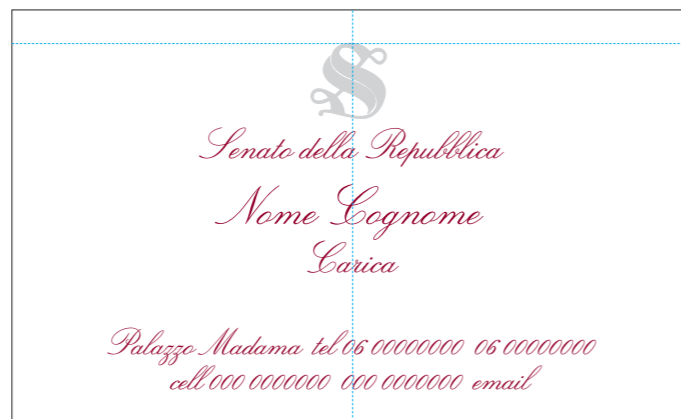 S
Senato della Repubblica
Nome Cognome
Carica
Palazzo Madama tel 06 00000000 06 00000000
cell 000 0000000 000 0000000 email